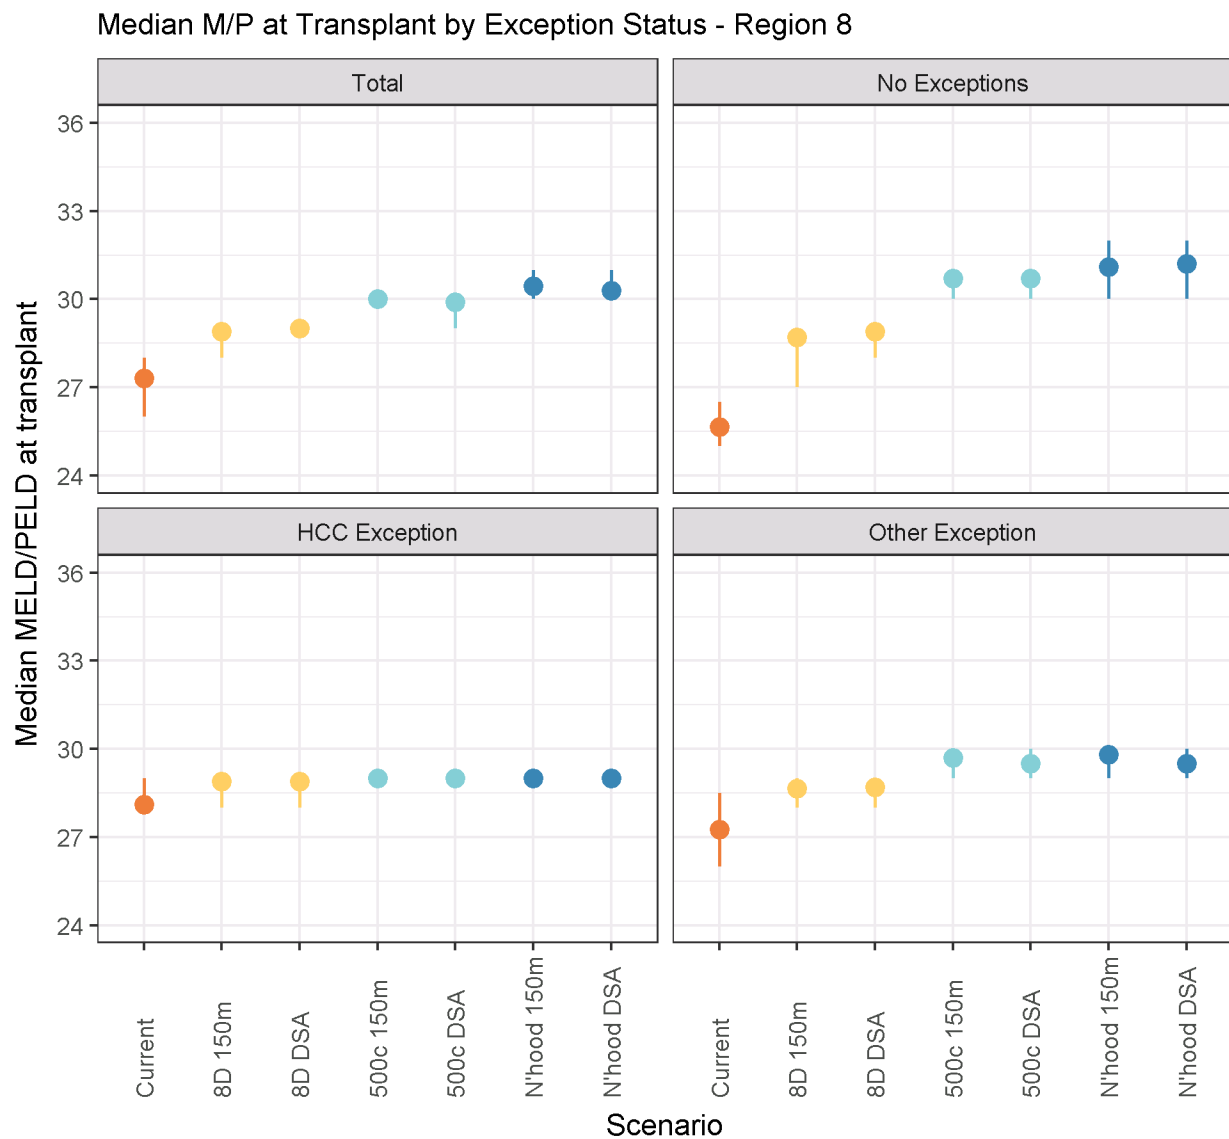 Median M/P at Transplant by Exception Status - Region 8
Total
No Exceptions
36
33
30
27
24
HCC Exception
Other Exception
36
33
30
27
24
Median MELD/PELD at transplant
Current
8D 150m
8D DSA
500c 150m
500c DSA
N'hood 150m
N'hood DSA
Current
8D 150m
8D DSA
500c 150m
500c DSA
N'hood 150m
N'hood DSA
Scenario